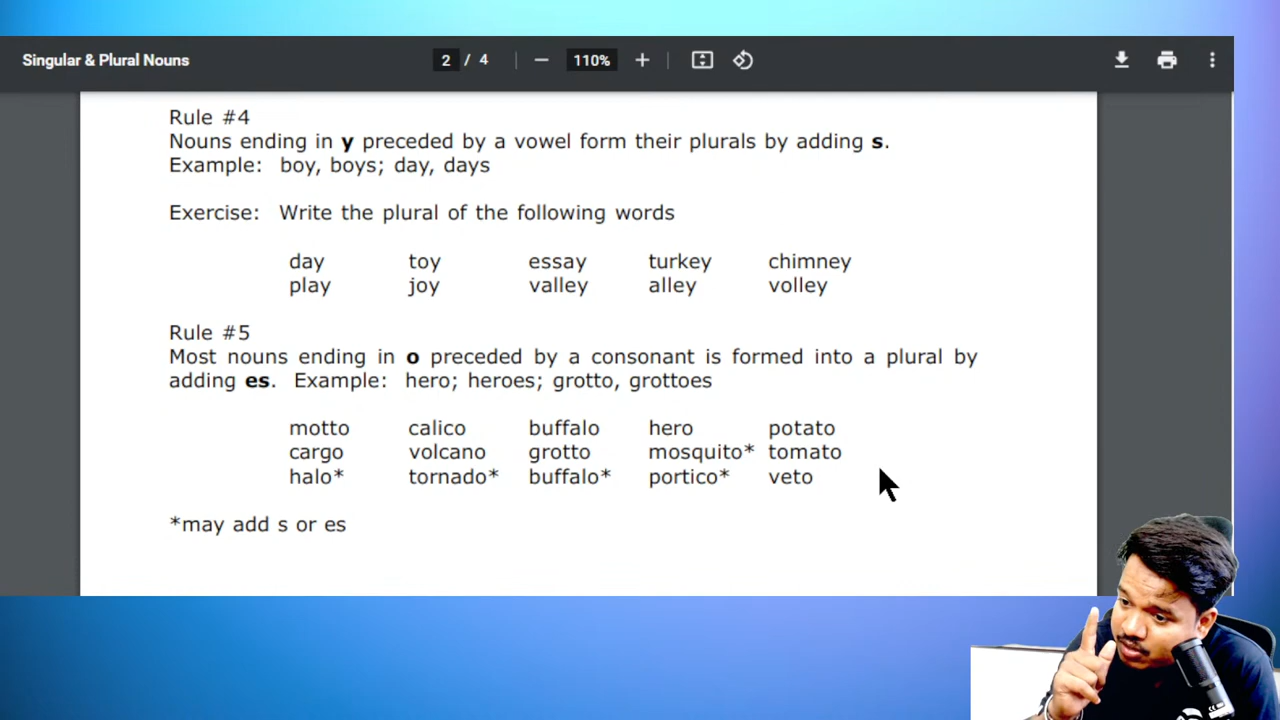 Singular & Plural Nouns 2 / 4 110%
Rule #4
Nouns ending in y preceded by a vowel form their plurals by adding s.
Example: boy, boys; day, days
Exercise: Write the plural of the following words
day toy essay turkey chimney
play joy valley alley volley
Rule #5
Most nouns ending in o preceded by a consonant is formed into a plural by
adding es. Example: hero; heroes; grotto, grottoes
motto calico buffalo hero potato
cargo volcano grotto mosquito* tomato
halo* tornado* buffalo* portico* veto
*may add s or es